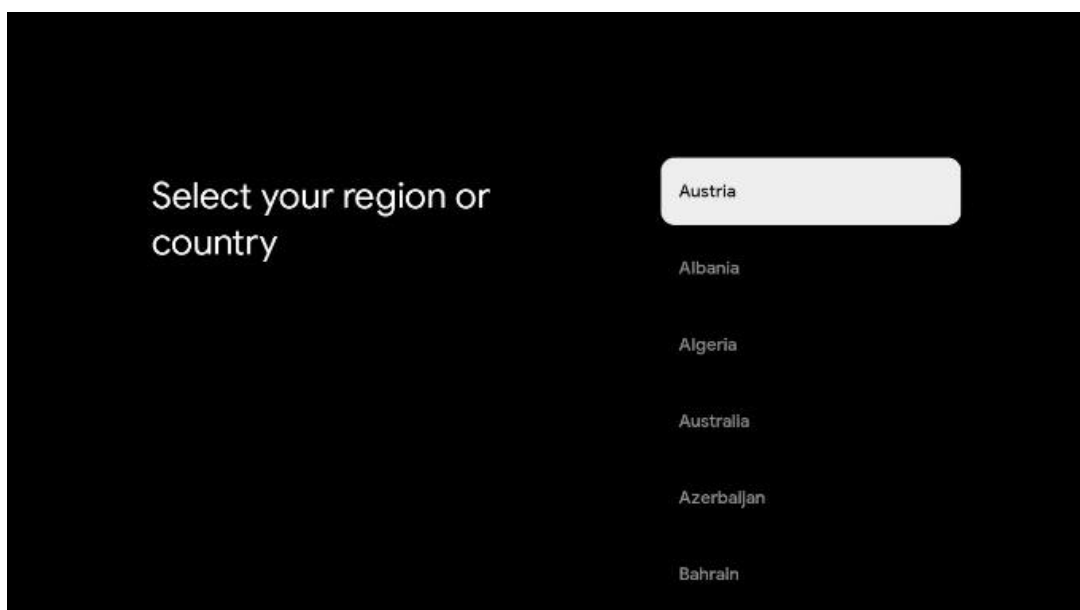 Select your region or
country
Austria
Albania
Algeria
Australia
Azerbaijan
Bahrain